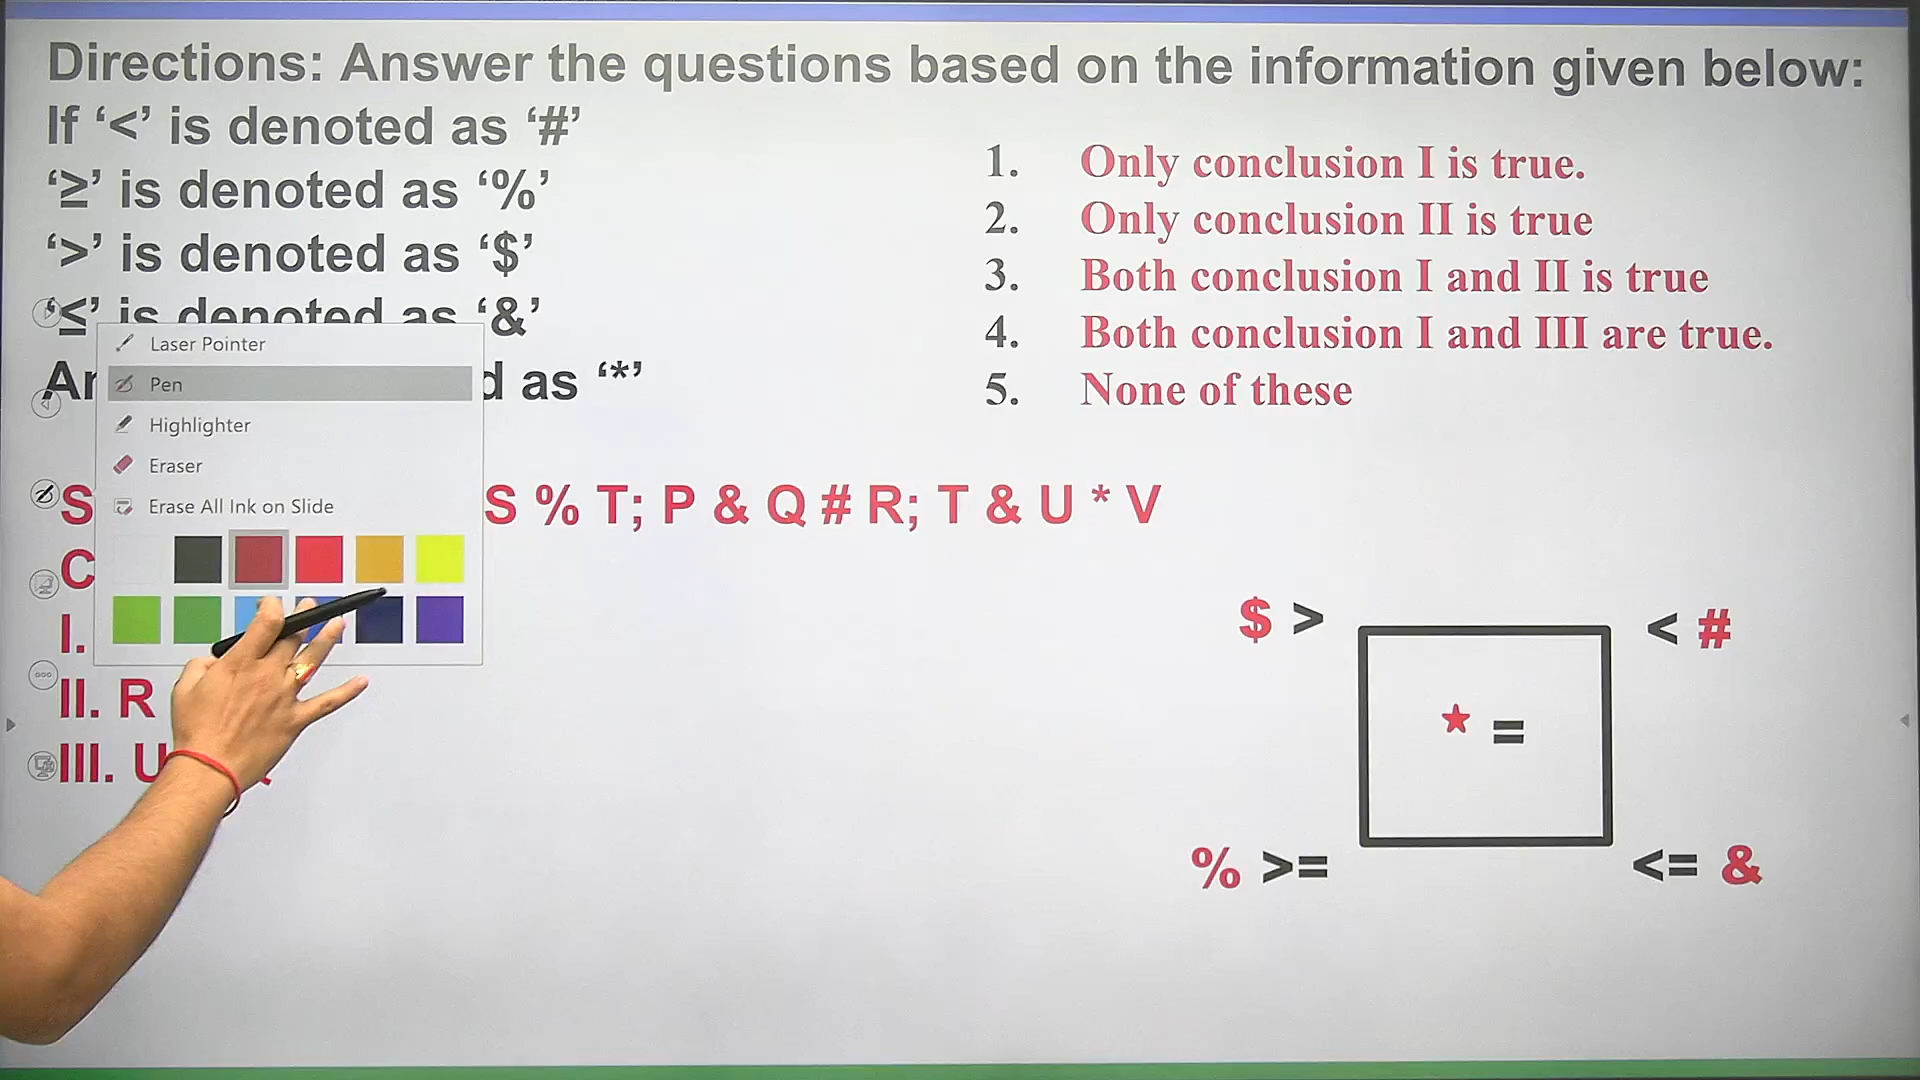 Directions: Answer the questions based on the information given below:
If ‘<’ is denoted as ‘#’
‘≥’ is denoted as ‘%’
‘>’ is denoted as ‘$’
‘≤’ is denoted as ‘&’
d as ‘*’
1. Only conclusion I is true.
2. Only conclusion II is true
3. Both conclusion I and II is true
4. Both conclusion I and III are true.
5. None of these
Laser Pointer
Pen
Highlighter
Eraser
Erase All Ink on Slide
S S % T; P & Q # R; T & U * V
C
I.
II. R
III. U
$ > < #
* =
% >= <= &